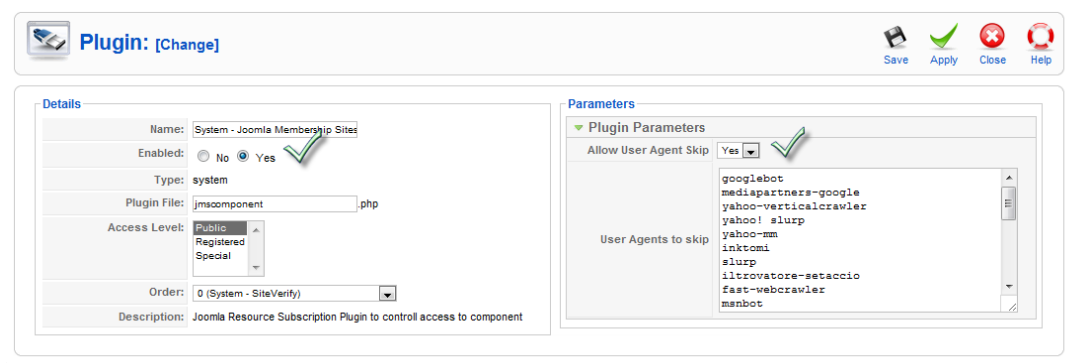 Plugin: [Change]
Save Apply Close Help
Details
Name: System - Joomla Membership Sites
Enabled: No Yes
Type: system
Plugin File: jmscomponent .php
Access Level: Public
Registered
Special
Order: 0 (System - SiteVerify)
Description: Joomla Resource Subscription Plugin to controll access to component
Parameters
Plugin Parameters
Allow User Agent Skip Yes
User Agents to skip
googlebot
mediapartners-google
yahoo-verticalcrawler
yahoo! slurp
yahoo-mm
inktomi
slurp
iltrovatore-setaccio
fast-webcrawler
msnbot